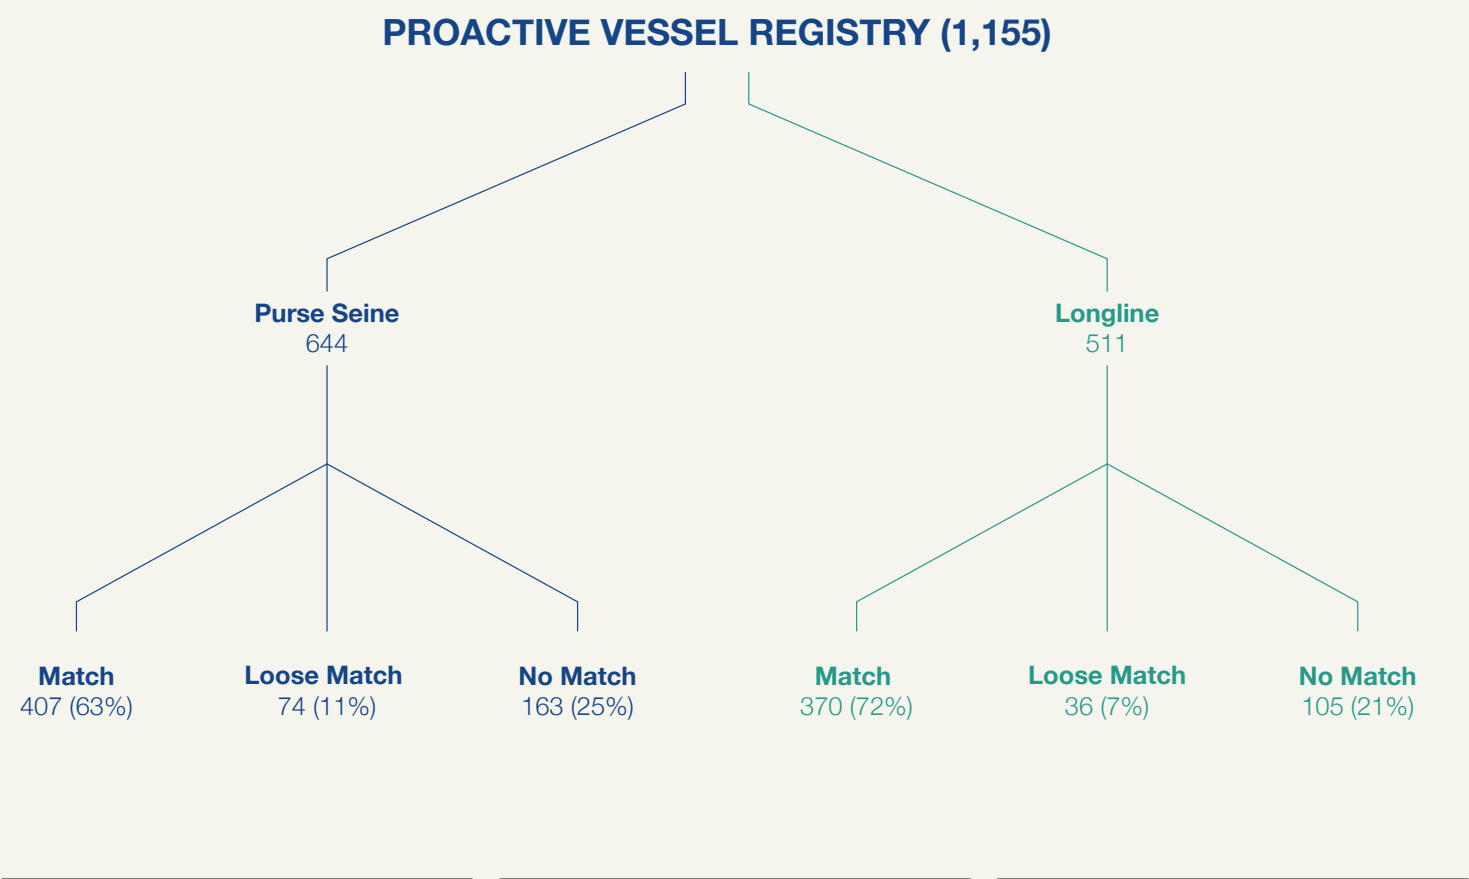 PROACTIVE VESSEL REGISTRY (1,155)
Purse Seine
644
Longline
511
Match
407 (63%)
Loose Match
74 (11%)
No Match
163 (25%)
Match
370 (72%)
Loose Match
36 (7%)
No Match
105 (21%)